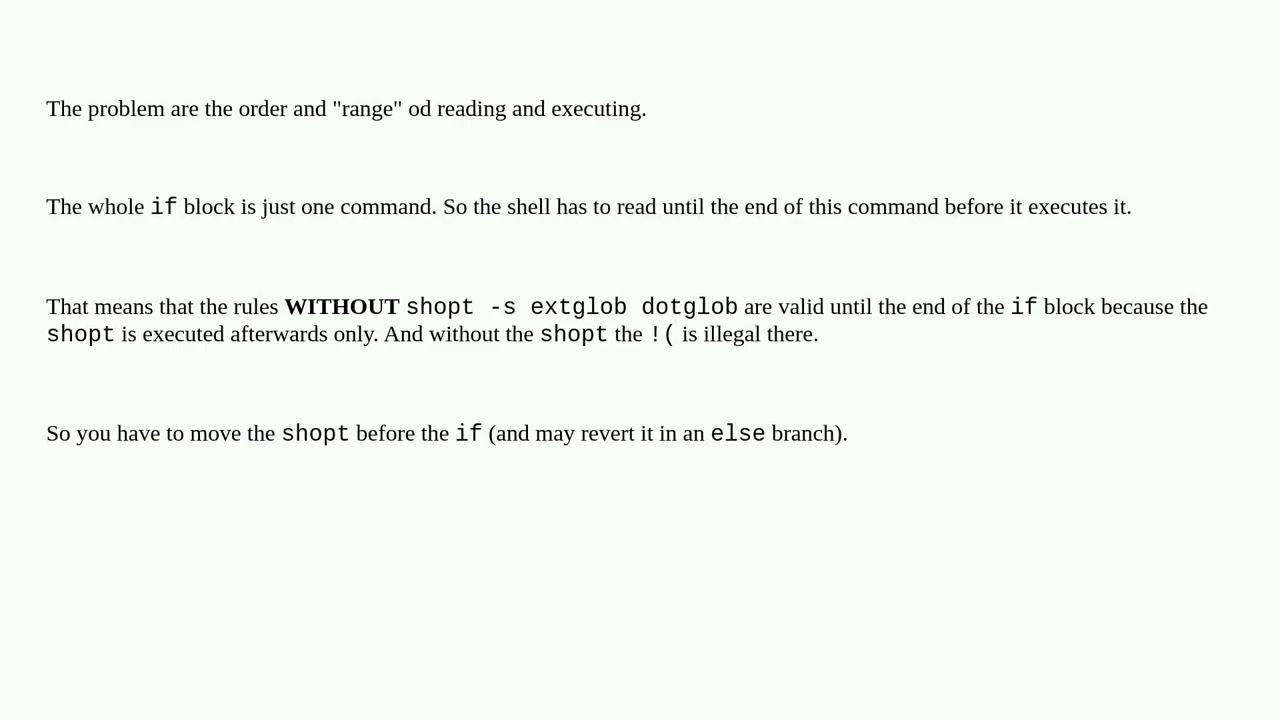 The problem are the order and "range" od reading and executing.
The whole if block is just one command. So the shell has to read until the end of this command before it executes it.
That means that the rules WITHOUT shopt -s extglob dotglob are valid until the end of the if block because the
shopt is executed afterwards only. And without the shopt the !( is illegal there.
So you have to move the shopt before the if (and may revert it in an else branch).